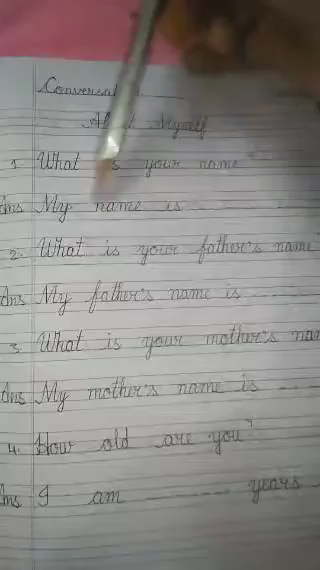 About Myself
1. What is your name
Ans My name is ........
2. What is your father's name?
Ans My father's name is ........
3. What is your mother's
Ans My mother's name is ....
4. How old are you?
Ans I am ........ years